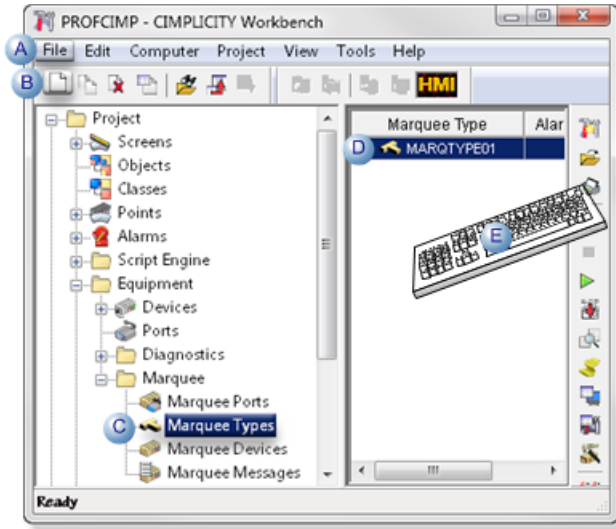 PROFCIMP - CIMPLICITY Workbench
A
File Edit Computer Project View Tools Help
B
HMI
Project
Screens
Objects
Classes
Points
Alarms
Script Engine
Equipment
Devices
Ports
Diagnostics
Marquee
Marquee Ports
C
Marquee Types
Marquee Devices
Marquee Messages
Marquee Type Alar
D
MARQTYPE01
E
Ready